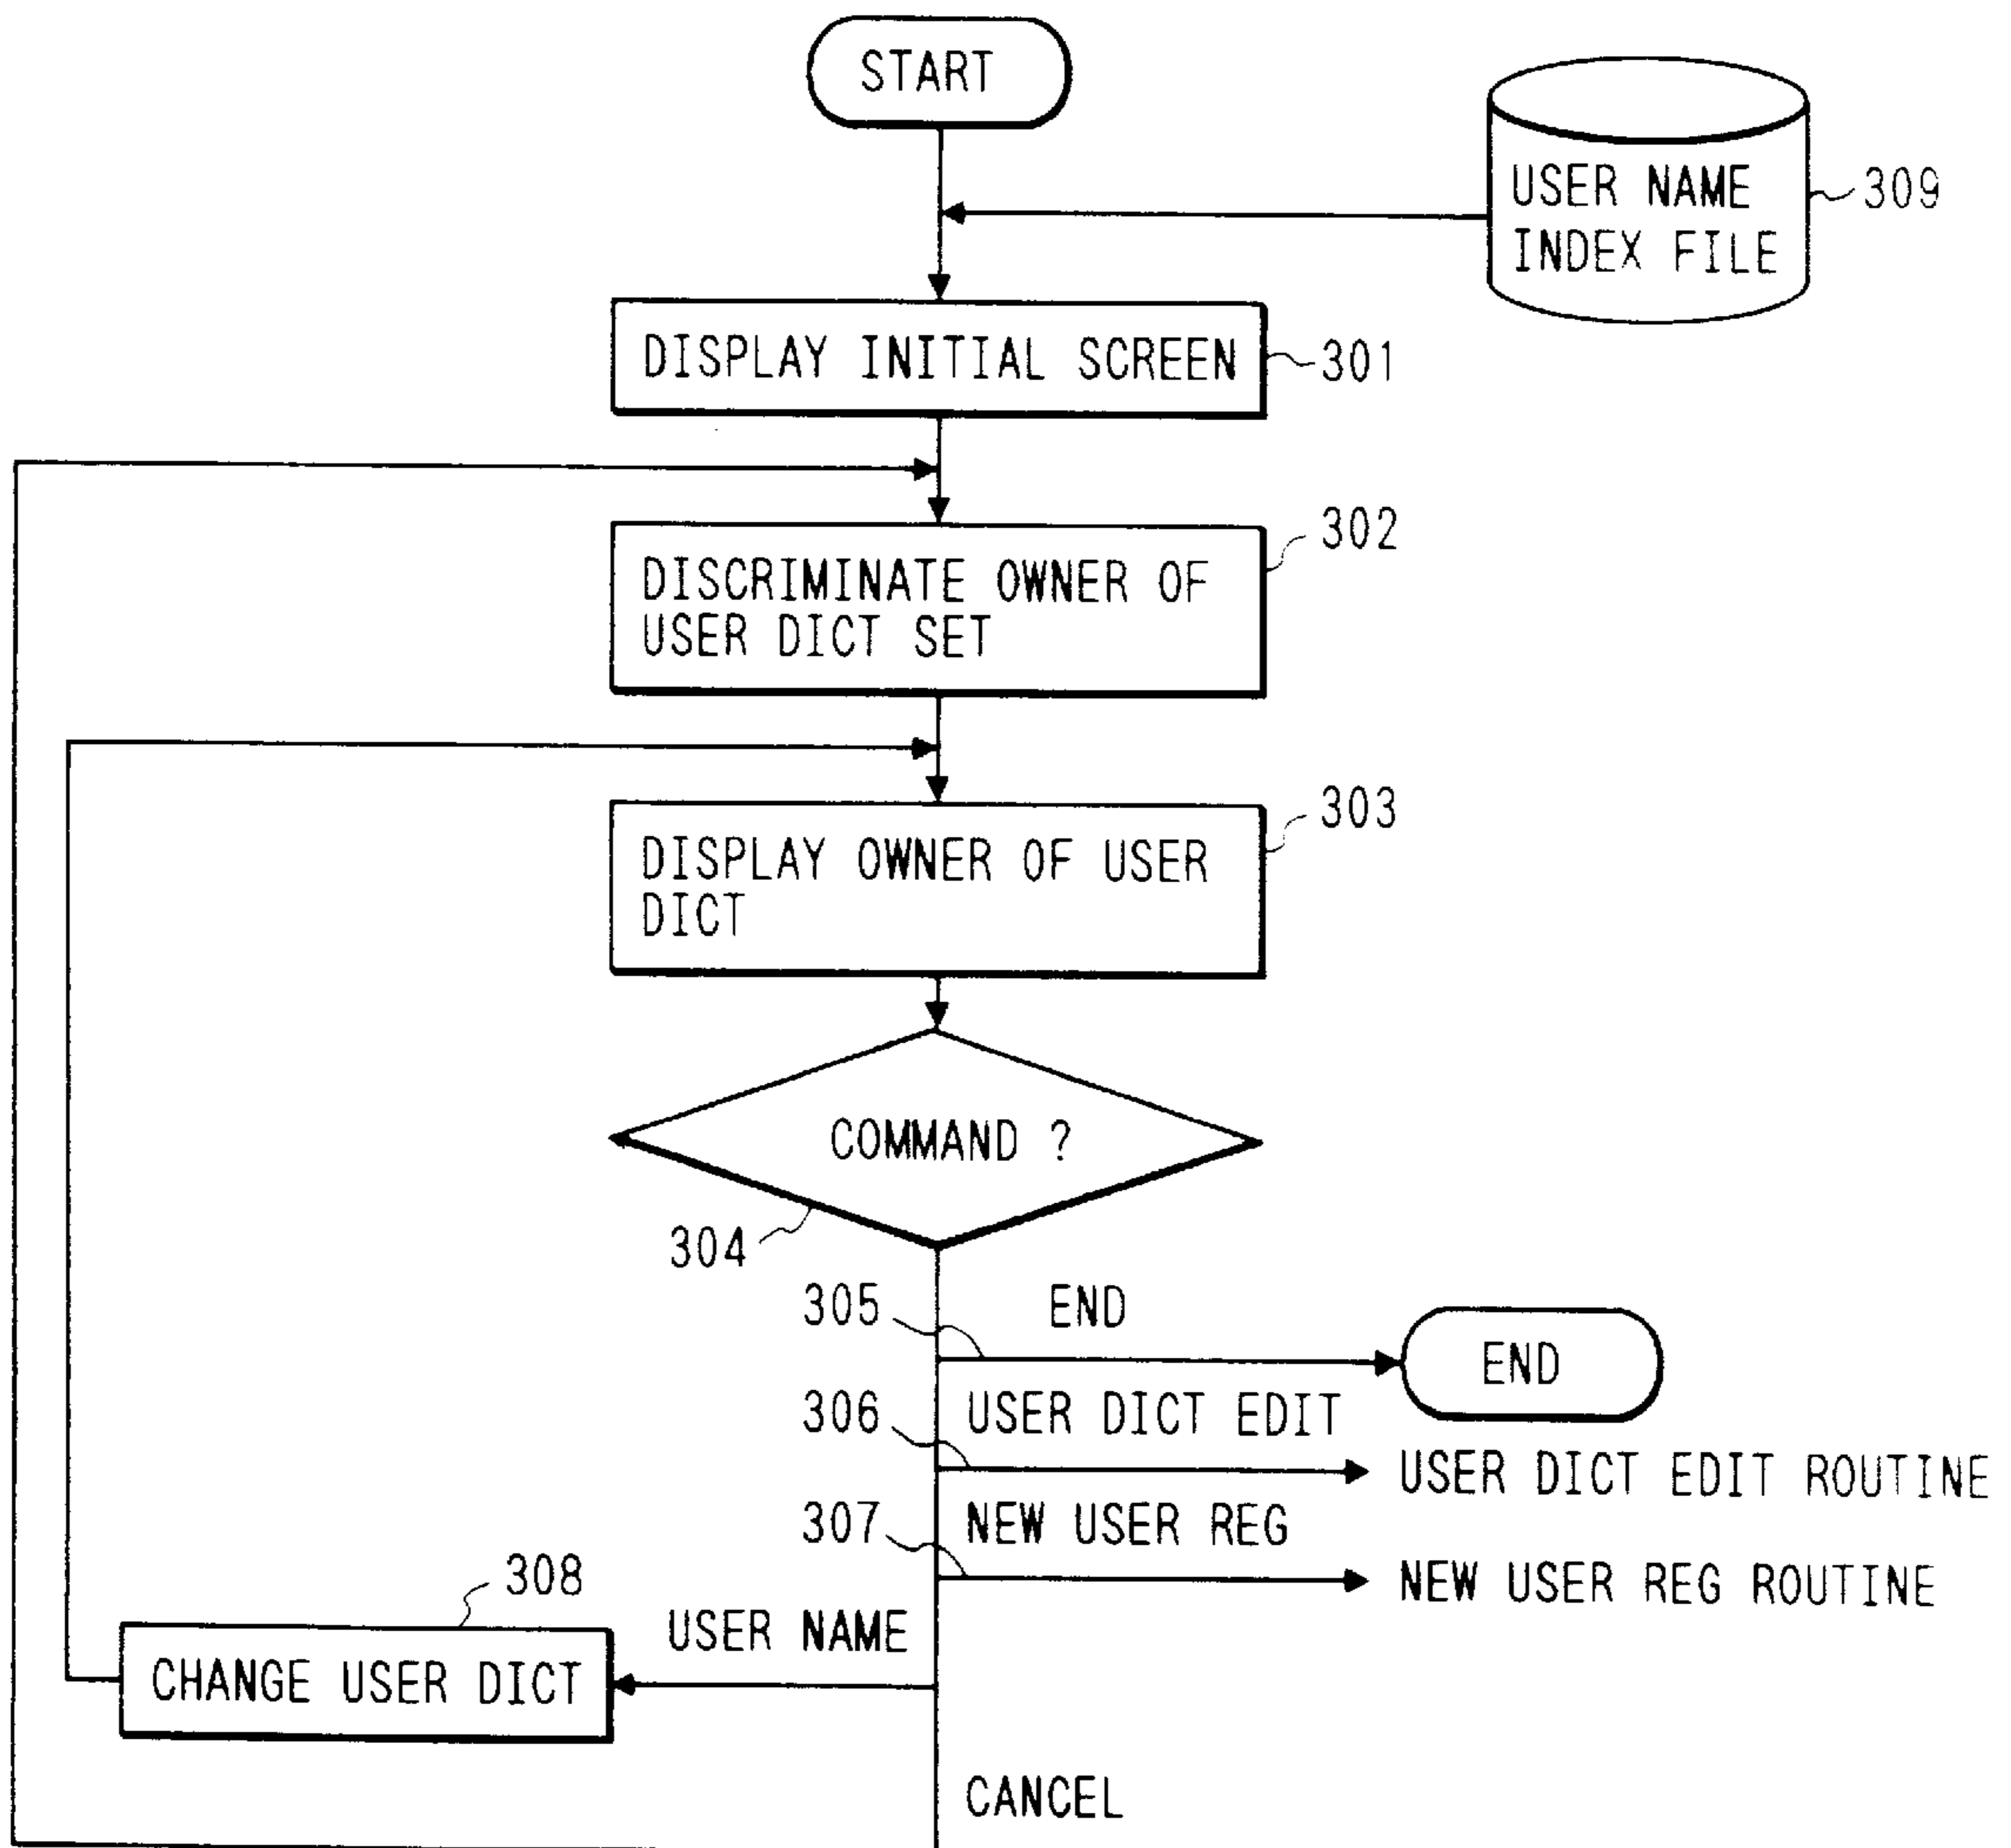 START
USER NAME
INDEX FILE
309
DISPLAY INITIAL SCREEN
301
302
DISCRIMINATE OWNER OF
USER DICT SET
303
DISPLAY OWNER OF USER
DICT
COMMAND ?
304
305
END
END
306
USER DICT EDIT
USER DICT EDIT ROUTINE
307
NEW USER REG
NEW USER REG ROUTINE
308
USER NAME
CHANGE USER DICT
CANCEL